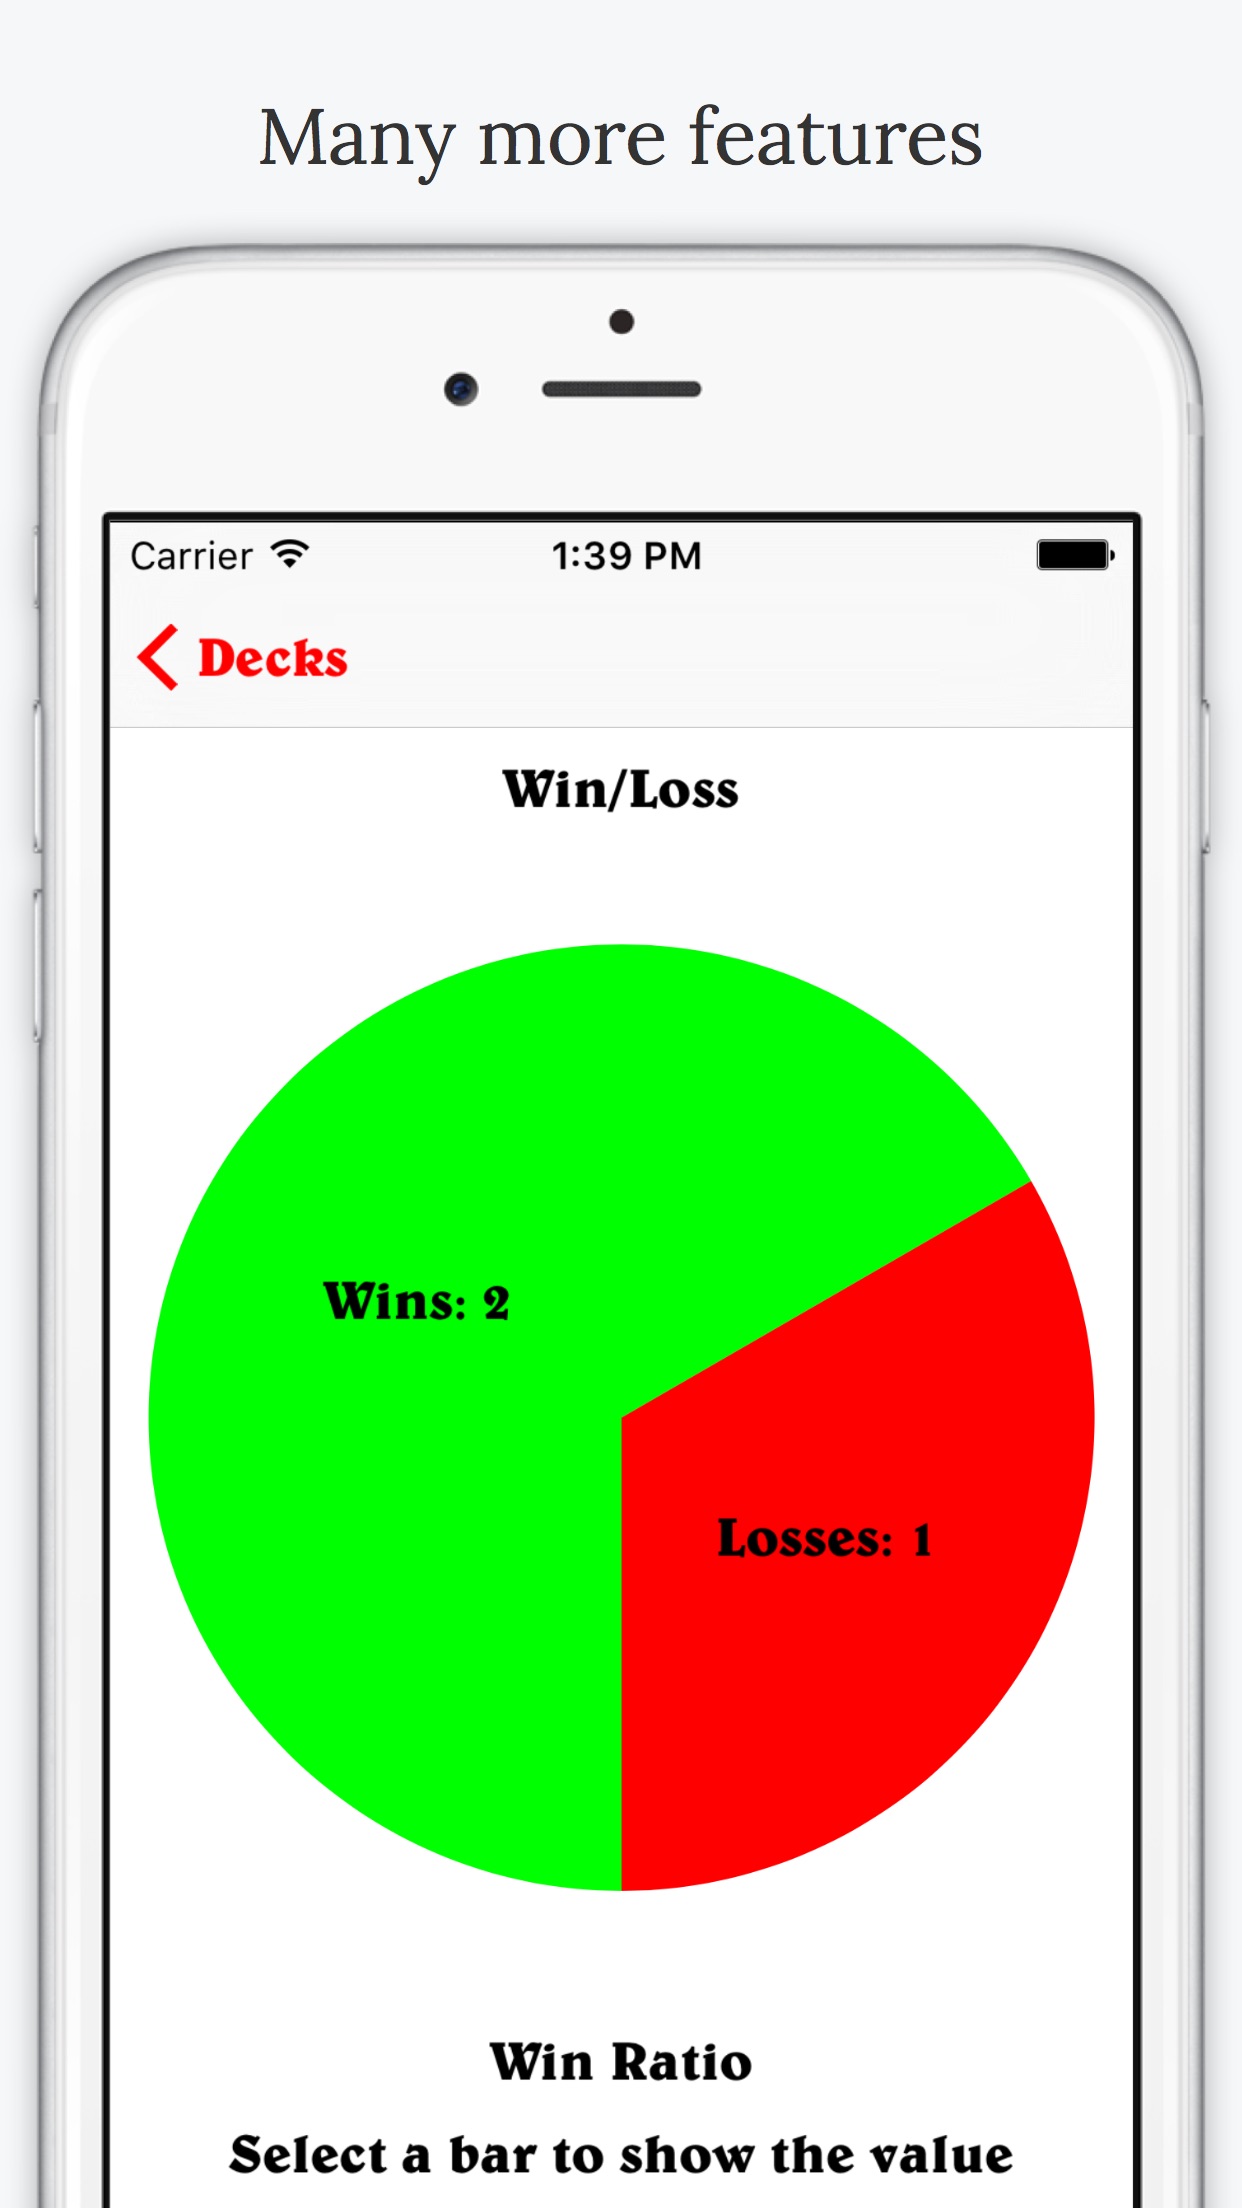 Many more features
Carrier 1:39 PM
Decks
Win/Loss
Wins: 2
Losses: 1
Win Ratio
Select a bar to show the value